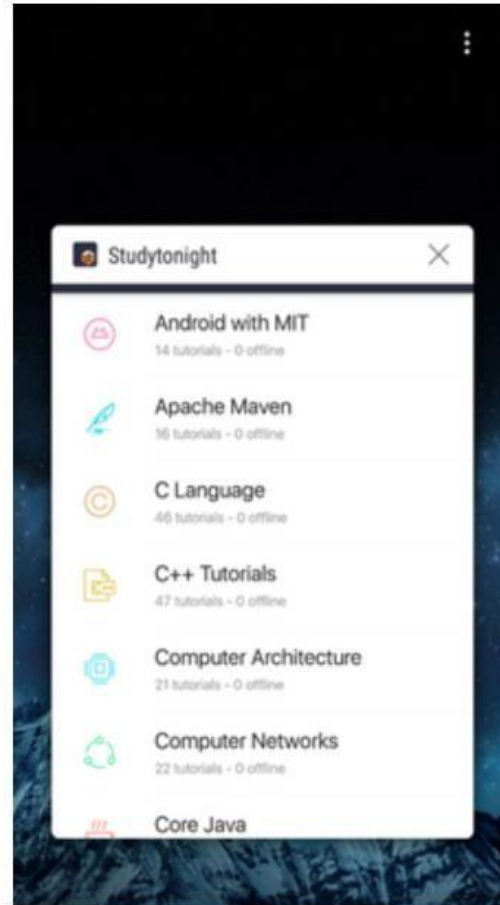 Studytonight
Android with MIT
14 tutorials - 0 offline
Apache Maven
16 tutorials - 0 offline
C Language
46 tutorials - 0 offline
C++ Tutorials
47 tutorials - 0 offline
Computer Architecture
21 tutorials - 0 offline
Computer Networks
22 tutorials - 0 offline
Core Java